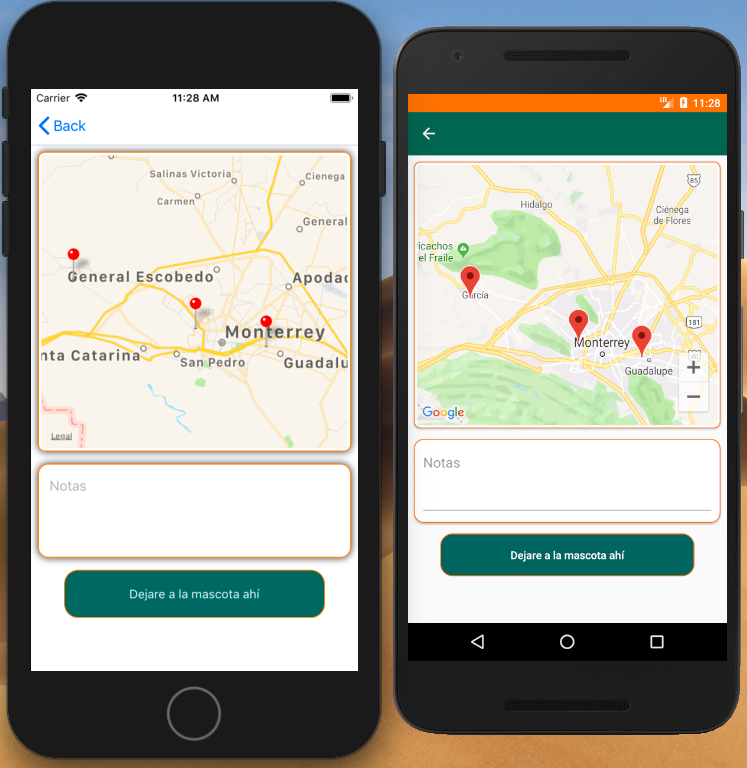 Carrier
11:28 AM
Back
Salinas Victoria
Cienega
Carmen
General
General Escobedo
Apodac
Monterrey
nta Catarina
San Pedro
Guadalu
Legal
Notas
Dejare a la mascota ahí
LTE
11:28
85
Hidalgo
Ciénega
de Flores
icachos
el Fraile
García
181
Monterrey
40
Guadalupe
+
−
Google
Notas
Dejare a la mascota ahí